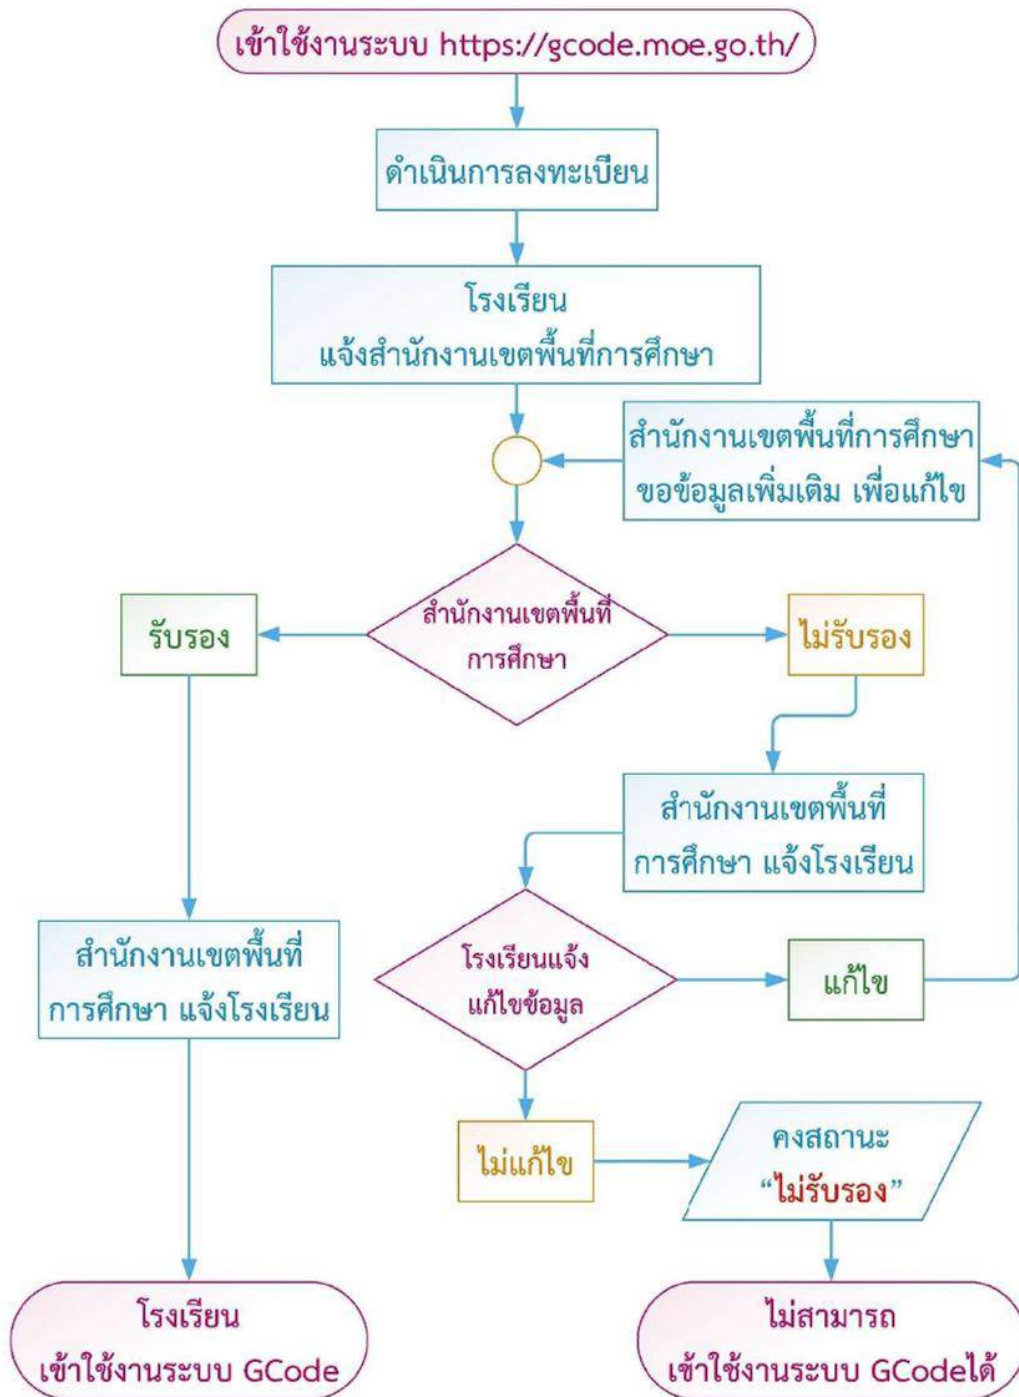 เข้าใช้งานระบบ https://gcode.moe.go.th/
ดำเนินการลงทะเบียน
โรงเรียน
แจ้งสำนักงานเขตพื้นที่การศึกษา
สำนักงานเขตพื้นที่การศึกษา
ขอข้อมูลเพิ่มเติม เพื่อแก้ไข
สำนักงานเขตพื้นที่
การศึกษา
รับรอง
ไม่รับรอง
สำนักงานเขตพื้นที่
การศึกษา แจ้งโรงเรียน
สำนักงานเขตพื้นที่
การศึกษา แจ้งโรงเรียน
โรงเรียนแจ้ง
แก้ไขข้อมูล
แก้ไข
ไม่แก้ไข
คงสถานะ
“ไม่รับรอง”
โรงเรียน
เข้าใช้งานระบบ GCode
ไม่สามารถ
เข้าใช้งานระบบ GCodeได้